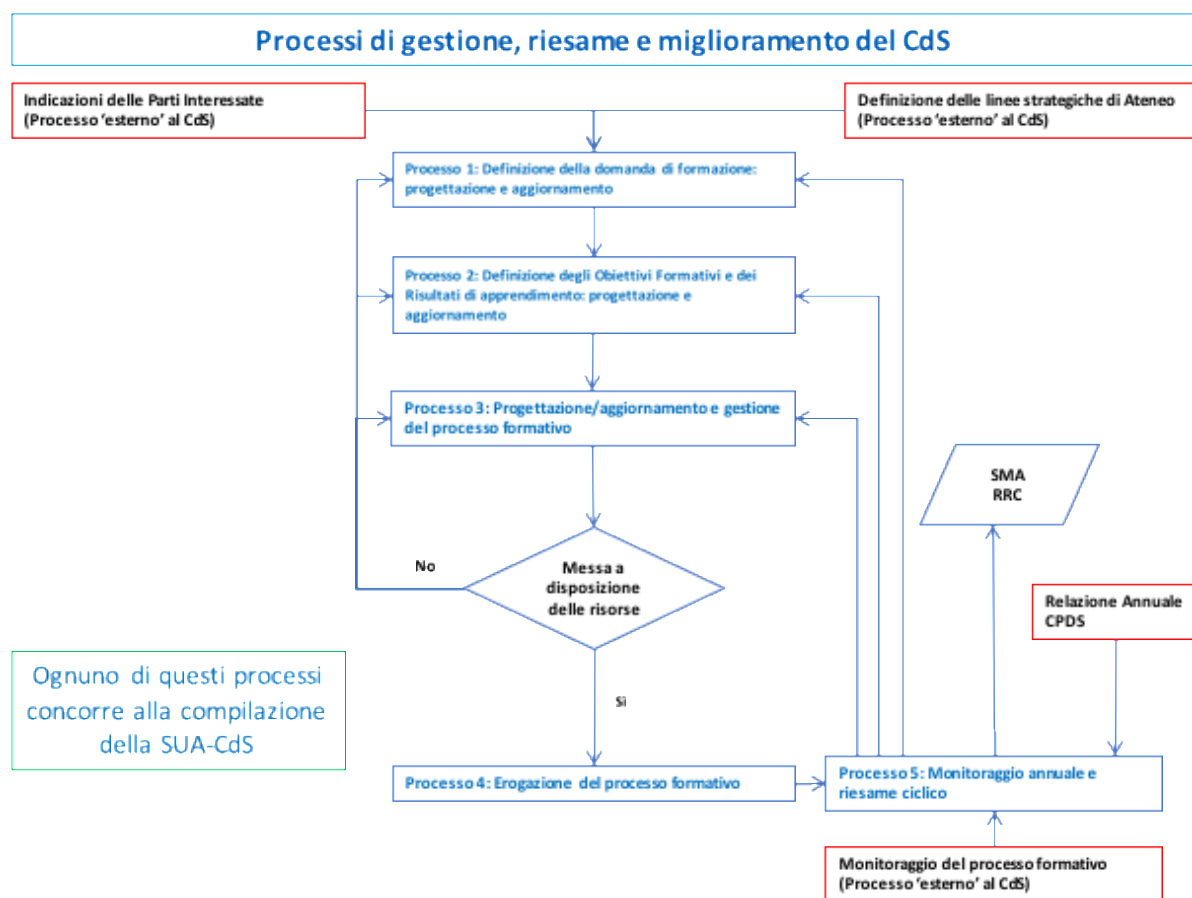 Processi di gestione, riesame e miglioramento del CdS
Indicazioni delle Parti Interessate
(Processo 'esterno' al CdS)
Definizione delle linee strategiche di Ateneo
(Processo 'esterno' al CdS)
Processo 1: Definizione della domanda di formazione:
progettazione e aggiornamento
Processo 2: Definizione degli Obiettivi Formativi e dei
Risultati di apprendimento: progettazione e
aggiornamento
Processo 3: Progettazione/aggiornamento e gestione
del processo formativo
SMA
RRC
No
Messa a
disposizione
delle risorse
Relazione Annuale
CPDS
Ognuno di questi processi
concorre alla compilazione
della SUA-CdS
Sì
Processo 4: Erogazione del processo formativo
Processo 5: Monitoraggio annuale e
riesame ciclico
Monitoraggio del processo formativo
(Processo 'esterno' al CdS)